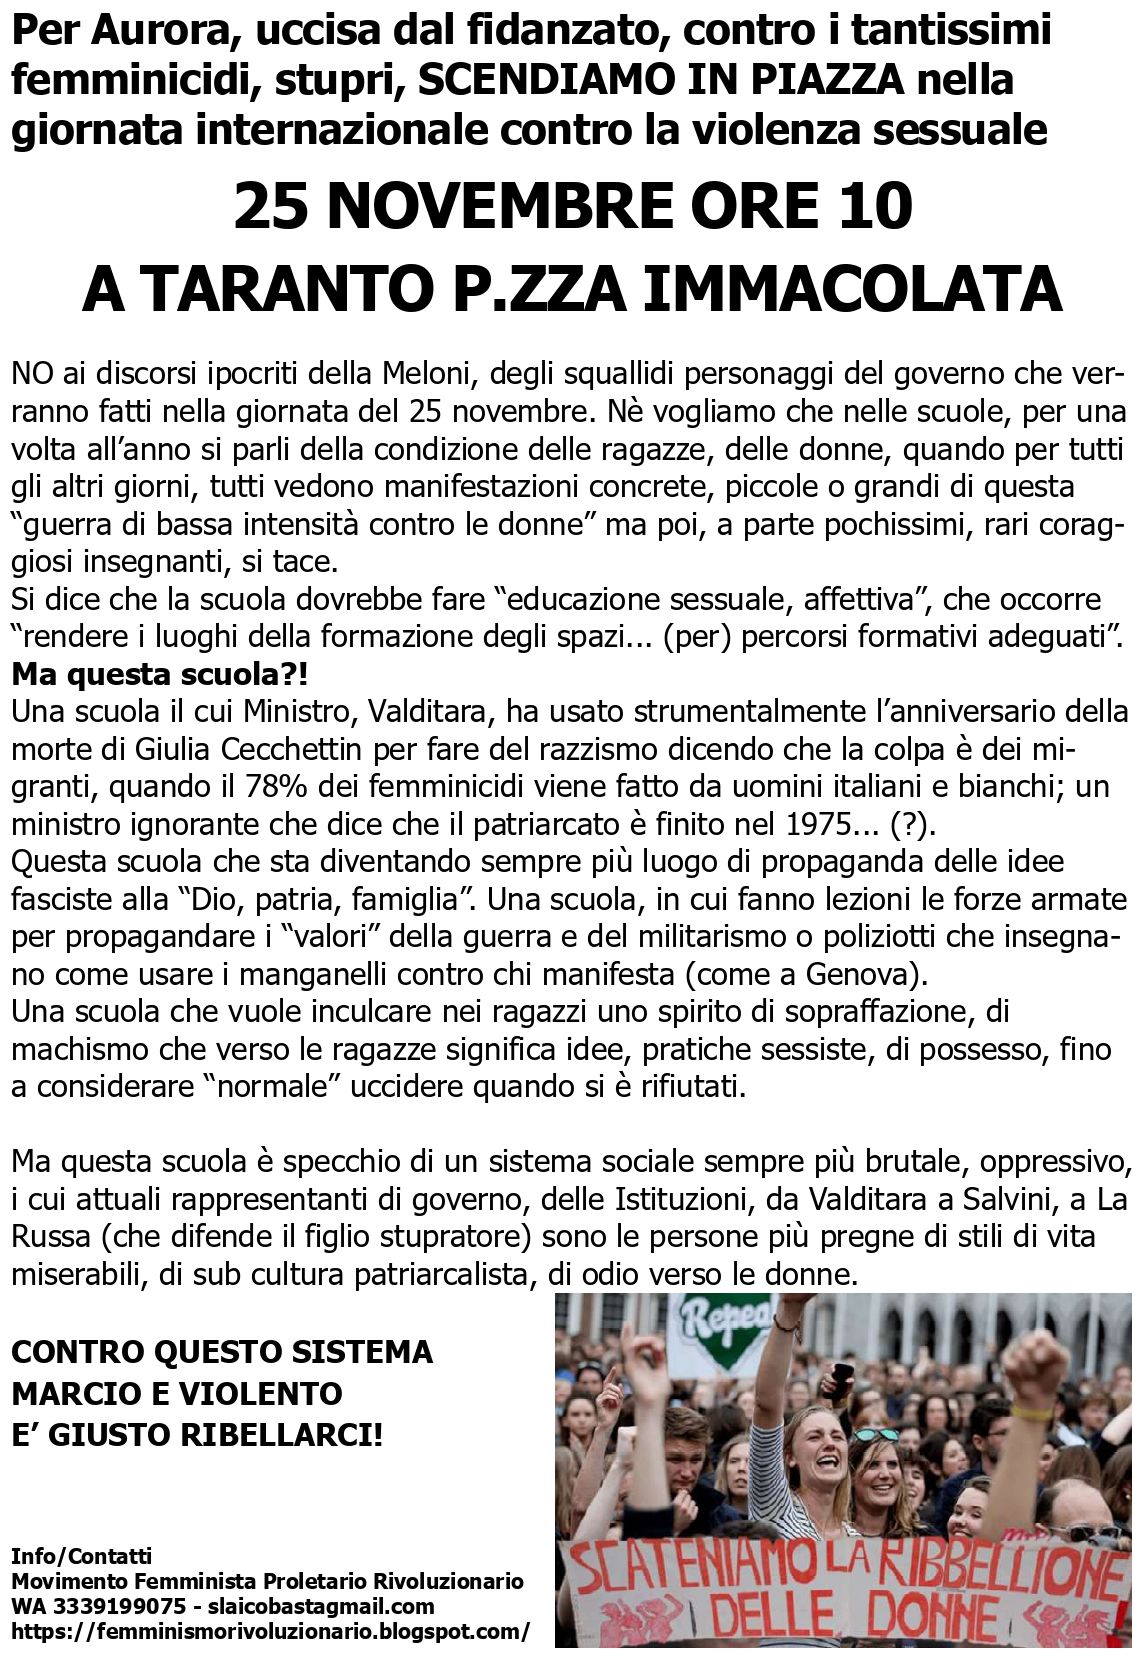 Per Aurora, uccisa dal fidanzato, contro i tantissimi
femminicidi, stupri, SCENDIAMO IN PIAZZA nella
giornata internazionale contro la violenza sessuale
25 NOVEMBRE ORE 10
A TARANTO P.ZZA IMMACOLATA
NO ai discorsi ipocriti della Meloni, degli squallidi personaggi del governo che ver-
ranno fatti nella giornata del 25 novembre. Nè vogliamo che nelle scuole, per una
volta all’anno si parli della condizione delle ragazze, delle donne, quando per tutti
gli altri giorni, tutti vedono manifestazioni concrete, piccole o grandi di questa
“guerra di bassa intensità contro le donne” ma poi, a parte pochissimi, rari corag-
giosi insegnanti, si tace.
Si dice che la scuola dovrebbe fare “educazione sessuale, affettiva”, che occorre
“rendere i luoghi della formazione degli spazi... (per) percorsi formativi adeguati”.
Ma questa scuola?!
Una scuola il cui Ministro, Valditara, ha usato strumentalmente l’anniversario della
morte di Giulia Cecchettin per fare del razzismo dicendo che la colpa è dei mi-
granti, quando il 78% dei femminicidi viene fatto da uomini italiani e bianchi; un
ministro ignorante che dice che il patriarcato è finito nel 1975... (?).
Questa scuola che sta diventando sempre più luogo di propaganda delle idee
fasciste alla “Dio, patria, famiglia”. Una scuola, in cui fanno lezioni le forze armate
per propagandare i “valori” della guerra e del militarismo o poliziotti che insegna-
no come usare i manganelli contro chi manifesta (come a Genova).
Una scuola che vuole inculcare nei ragazzi uno spirito di sopraffazione, di
machismo che verso le ragazze significa idee, pratiche sessiste, di possesso, fino
a considerare “normale” uccidere quando si è rifiutati.
Ma questa scuola è specchio di un sistema sociale sempre più brutale, oppressivo,
i cui attuali rappresentanti di governo, delle Istituzioni, da Valditara a Salvini, a La
Russa (che difende il figlio stupratore) sono le persone più pregne di stili di vita
miserabili, di sub cultura patriarcalista, di odio verso le donne.
CONTRO QUESTO SISTEMA
MARCIO E VIOLENTO
E’ GIUSTO RIBELLARCI!
Info/Contatti
Movimento Femminista Proletario Rivoluzionario
WA 3339199075 - slaicobastagmail.com
https://femminismorivoluzionario.blogspot.com/
Repea
SCATENIAMO LA RIBBELLIONE
DELLE DONNE !